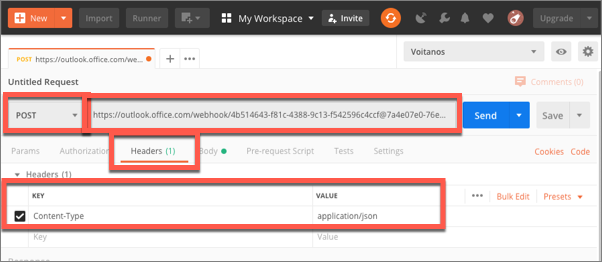 New Import Runner My Workspace Invite Upgrade
POST https://outlook.office.com/we... Voitanos
Untitled Request Comments (0)
POST https://outlook.office.com/webhook/4b514643-f81c-4388-9c13-f542596c4ccf@7a4e07e0-76e... Send Save
Params Authorization Headers (1) Body Pre-request Script Tests Settings Cookies Code
Headers (1)
KEY VALUE ••• Bulk Edit Presets
Content-Type application/json
Key Value